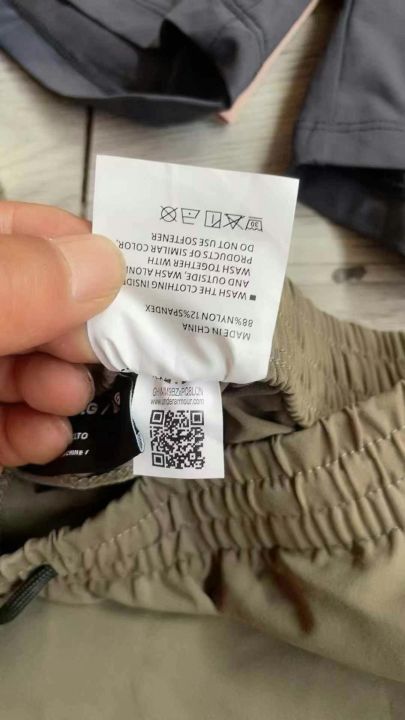 88%NYLON 12%SPANDEX
MADE IN CHINA
■ WASH THE CLOTHING INSIDE
AND OUTSIDE, WASH ALONE
WASH TOGETHER WITH
PRODUCTS OF SIMILAR COLOR,
DO NOT USE SOFTENER
www.underarmour.com